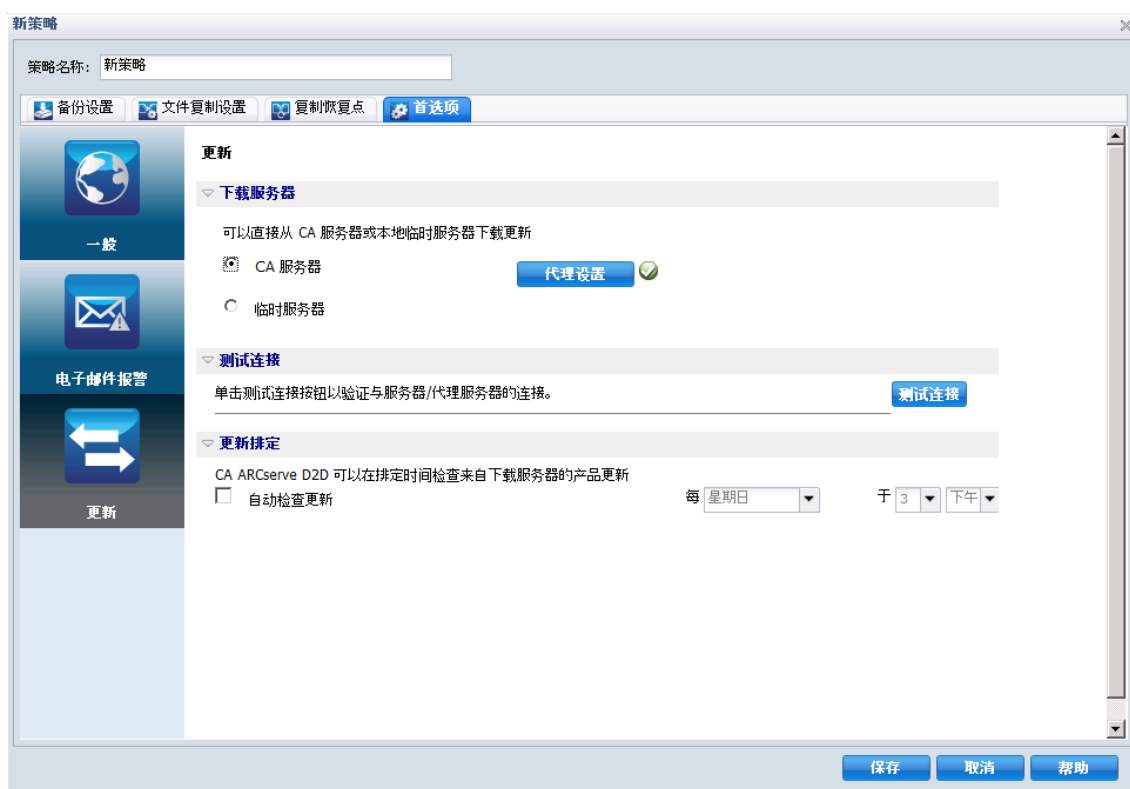 新策略
策略名称: 新策略
备份设置 文件复制设置 复制恢复点 首选项
一般
电子邮件报警
更新
更新
下载服务器
可以直接从 CA 服务器或本地临时服务器下载更新
CA 服务器 代理设置
临时服务器
测试连接
单击测试连接按钮以验证与服务器/代理服务器的连接。 测试连接
更新排定
CA ARCserve D2D 可以在排定时间检查来自下载服务器的产品更新
自动检查更新 每 星期日 于 3 下午
保存 取消 帮助